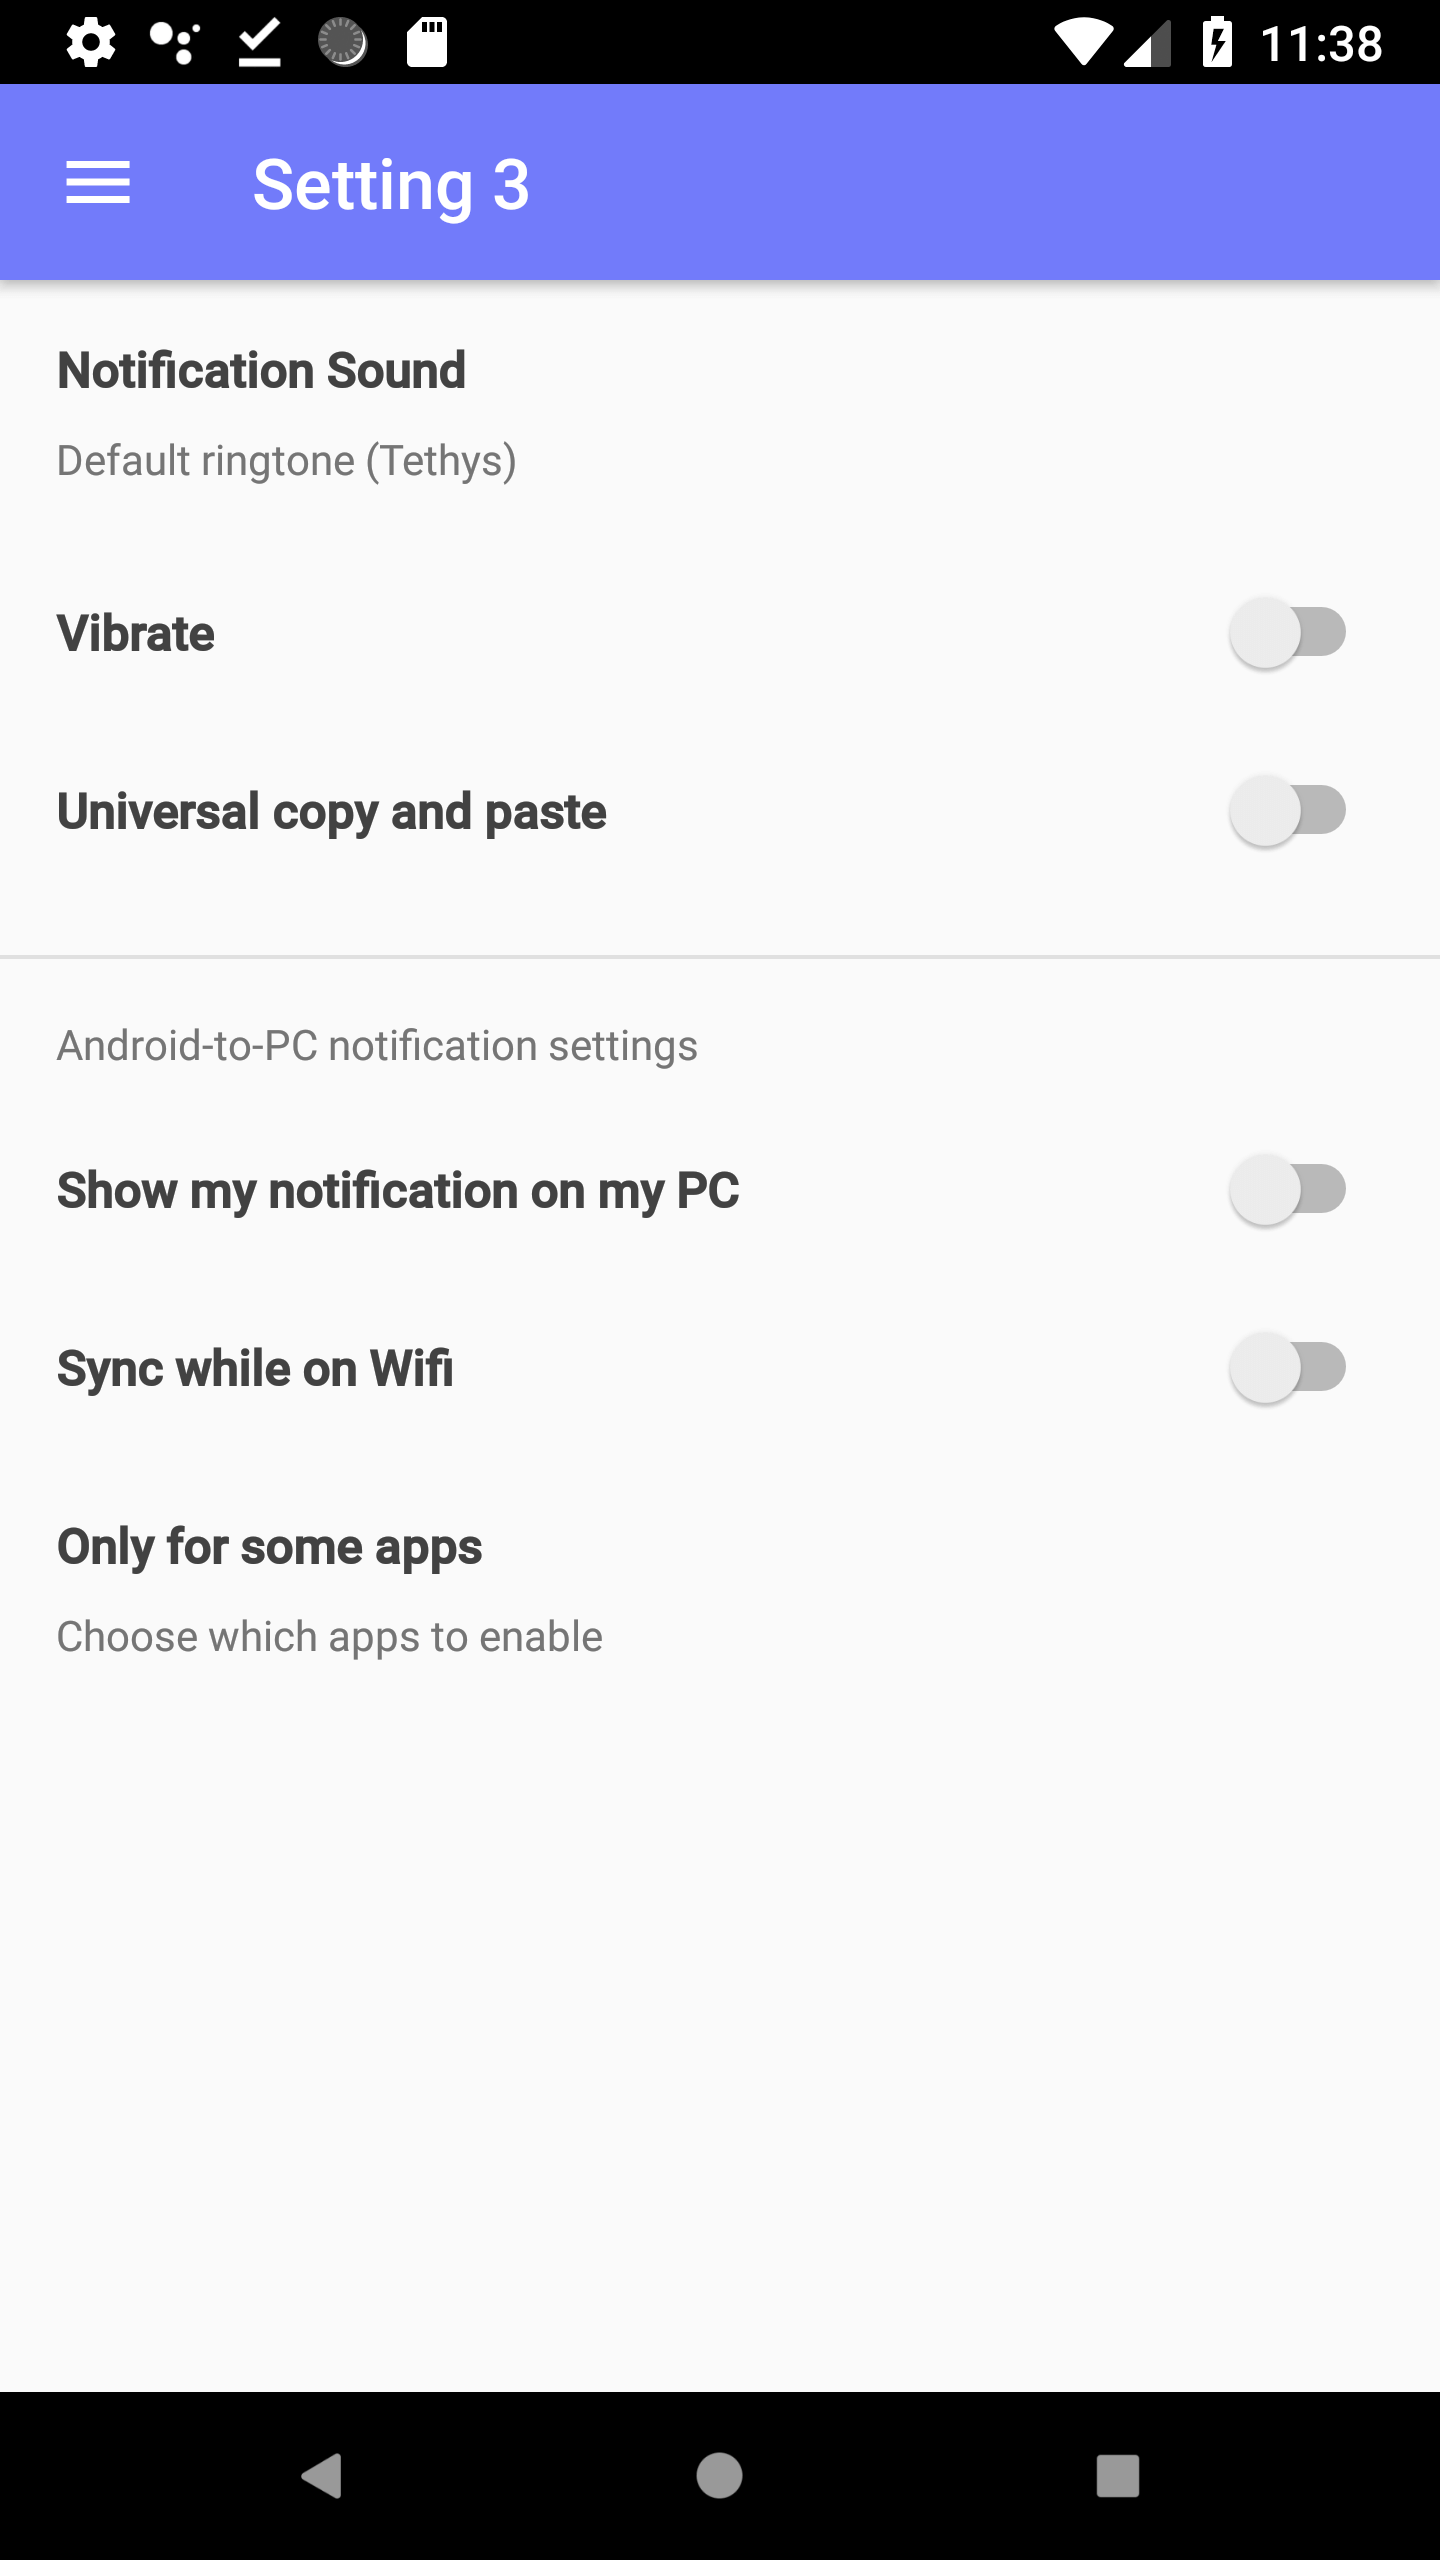 11:38
Setting 3
Notification Sound
Default ringtone (Tethys)
Vibrate
Universal copy and paste
Android-to-PC notification settings
Show my notification on my PC
Sync while on Wifi
Only for some apps
Choose which apps to enable